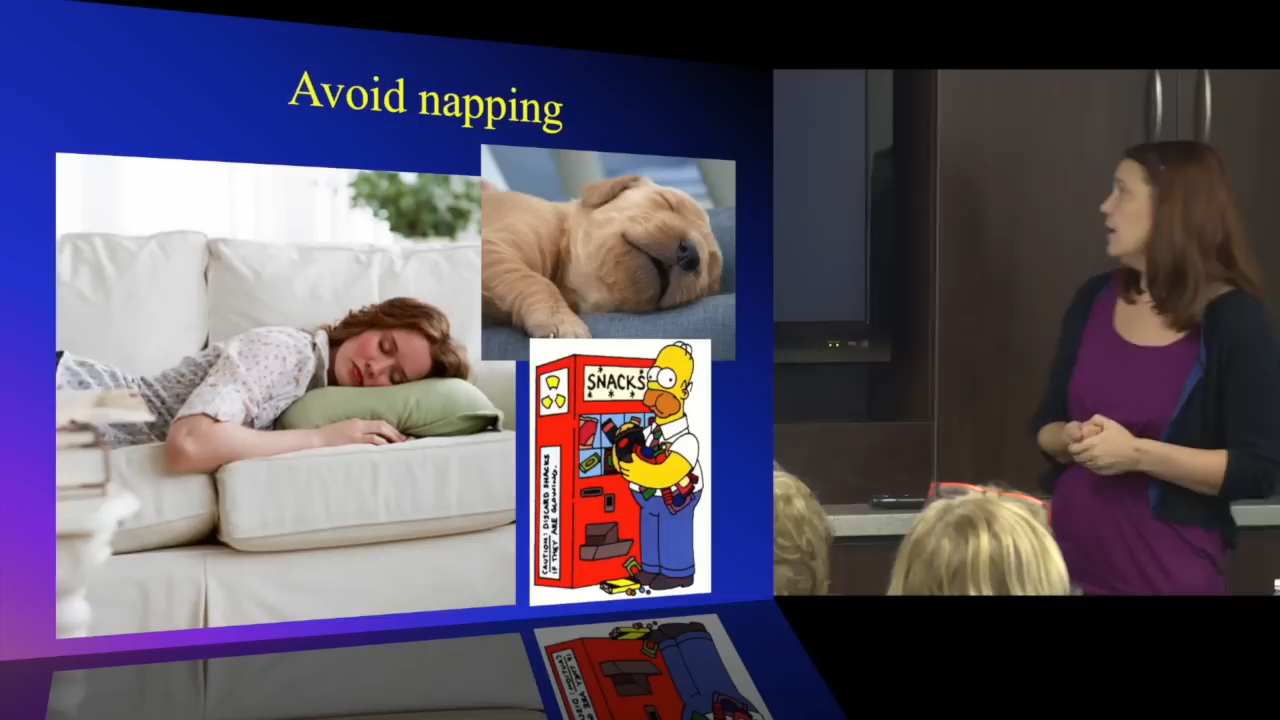 Avoid napping
SNACKS
CAUTION: DISCARD SNACKS
IF THEY ARE GLOWING.